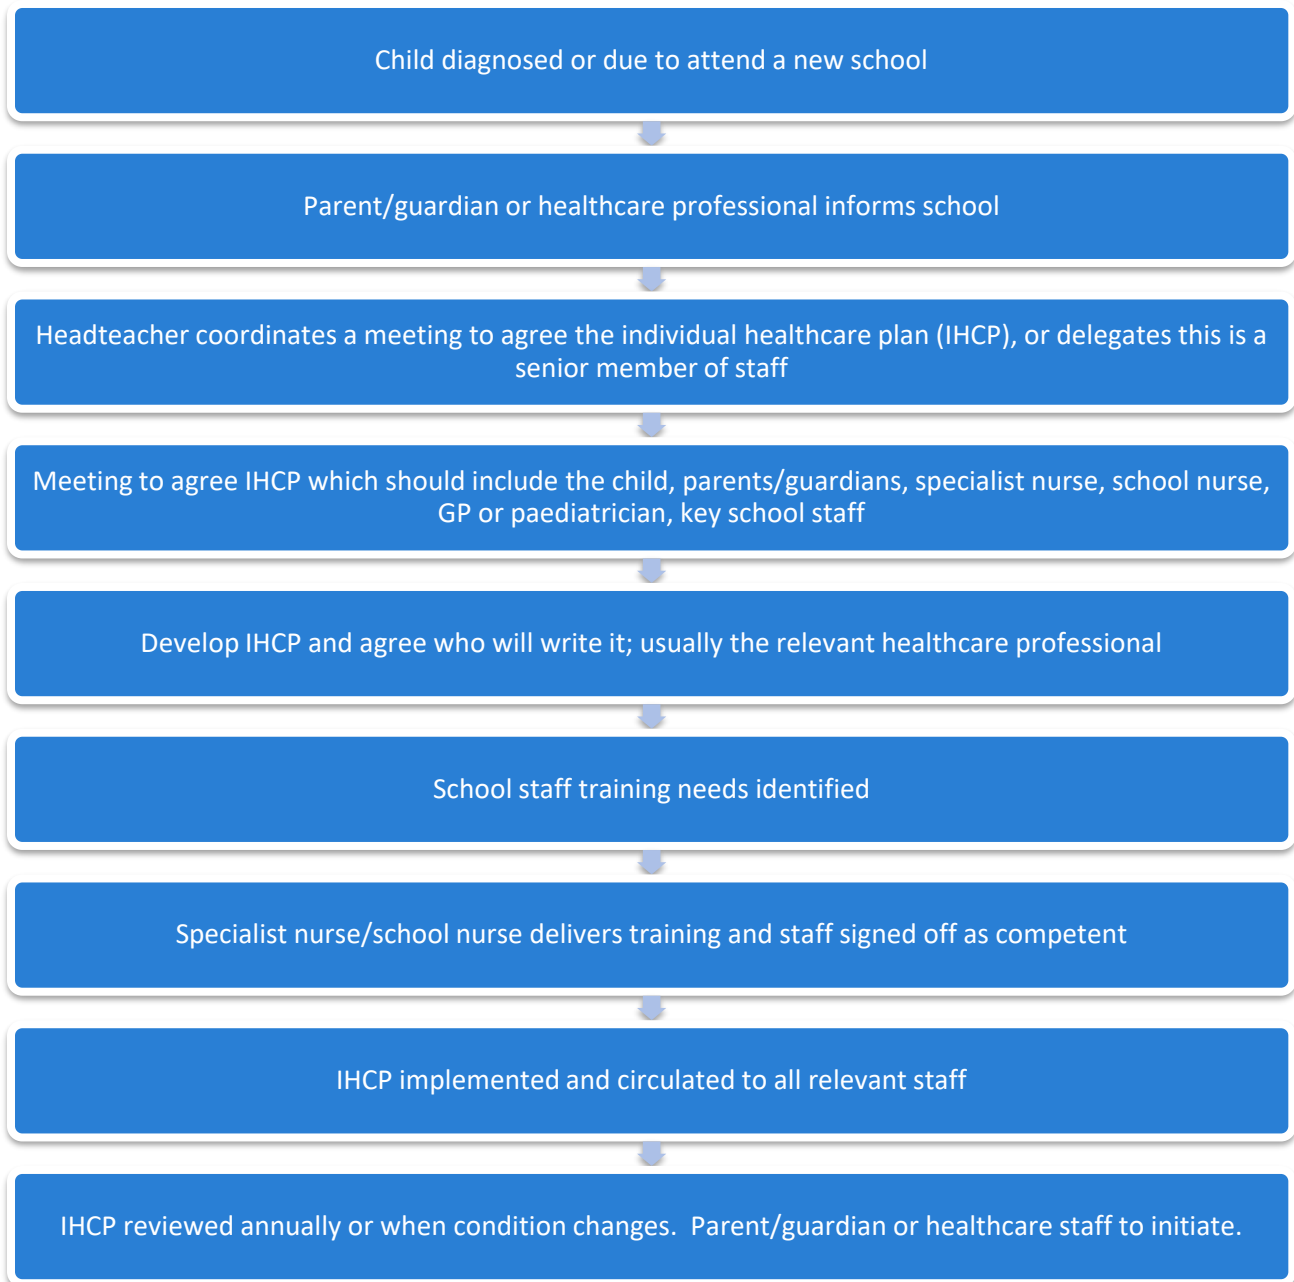 Child diagnosed or due to attend a new school
Parent/guardian or healthcare professional informs school
Headteacher coordinates a meeting to agree the individual healthcare plan (IHCP), or delegates this is a
senior member of staff
Meeting to agree IHCP which should include the child, parents/guardians, specialist nurse, school nurse,
GP or paediatrician, key school staff
Develop IHCP and agree who will write it; usually the relevant healthcare professional
School staff training needs identified
Specialist nurse/school nurse delivers training and staff signed off as competent
IHCP implemented and circulated to all relevant staff
IHCP reviewed annually or when condition changes.  Parent/guardian or healthcare staff to initiate.